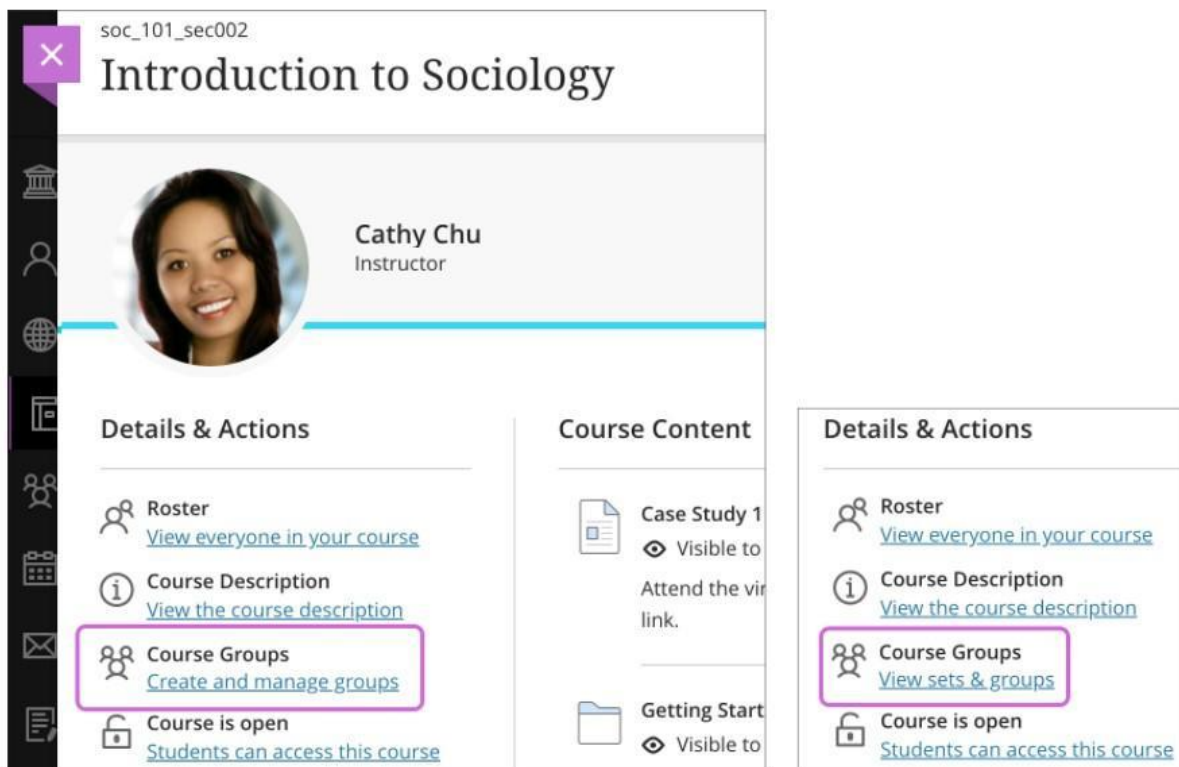 soc_101_sec002
Introduction to Sociology
Cathy Chu
Instructor
Details & Actions
Roster
View everyone in your course
Course Description
View the course description
Course Groups
Create and manage groups
Course is open
Students can access this course
Course Content
Case Study 1
Visible to
Attend the vir
link.
Getting Start
Visible to
Details & Actions
Roster
View everyone in your course
Course Description
View the course description
Course Groups
View sets & groups
Course is open
Students can access this course